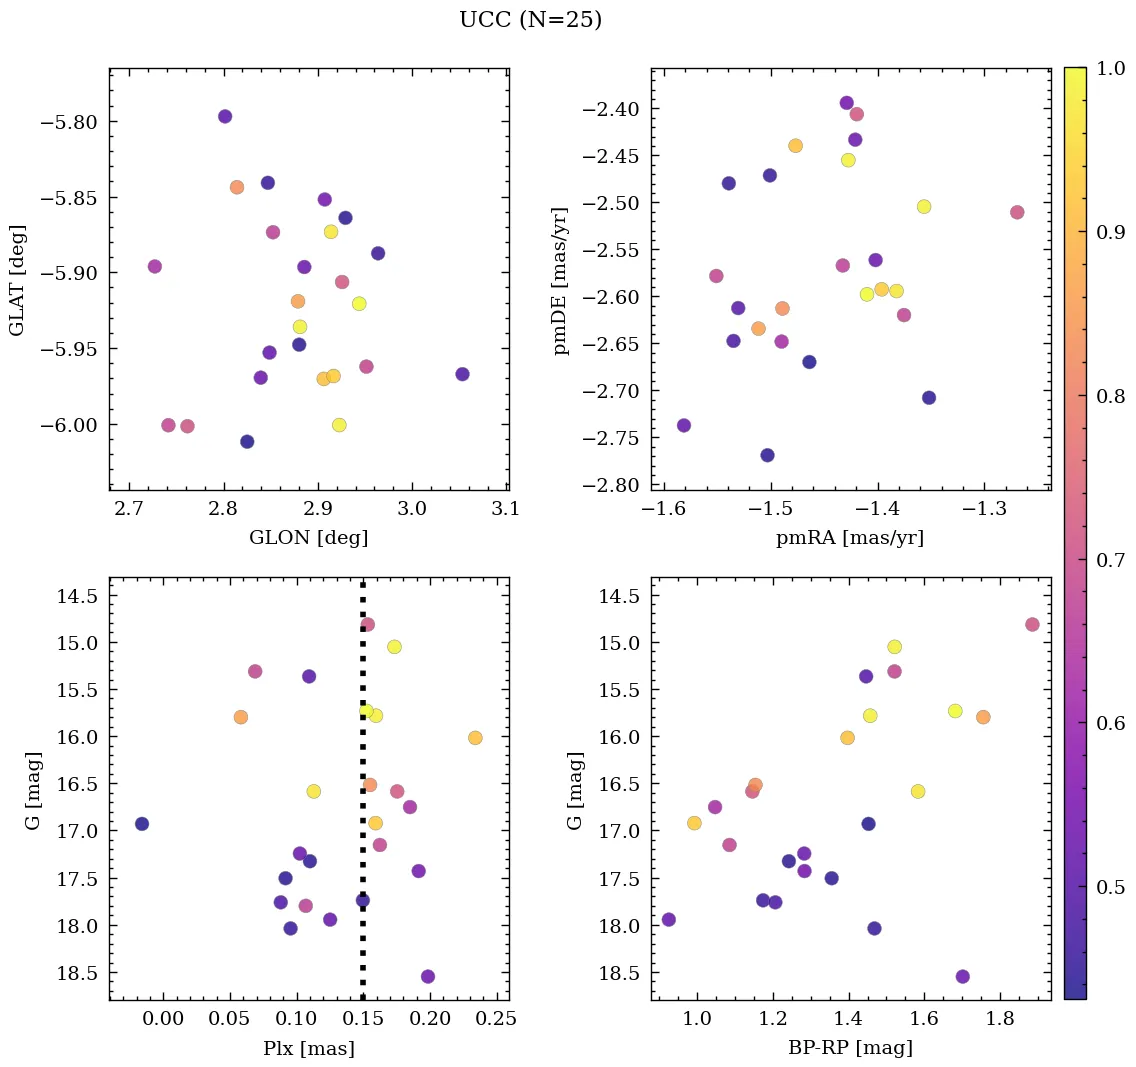 UCC (N=25)
−5.80
−5.85
−5.90
−5.95
−6.00
GLAT [deg]
2.7 2.8 2.9 3.0 3.1
GLON [deg]
−2.40
−2.45
−2.50
−2.55
−2.60
−2.65
−2.70
−2.75
−2.80
pmDE [mas/yr]
−1.6 −1.5 −1.4 −1.3
pmRA [mas/yr]
14.5
15.0
15.5
16.0
16.5
17.0
17.5
18.0
18.5
G [mag]
0.00 0.05 0.10 0.15 0.20 0.25
Plx [mas]
14.5
15.0
15.5
16.0
16.5
17.0
17.5
18.0
18.5
G [mag]
1.0 1.2 1.4 1.6 1.8
BP-RP [mag]
1.0
0.9
0.8
0.7
0.6
0.5